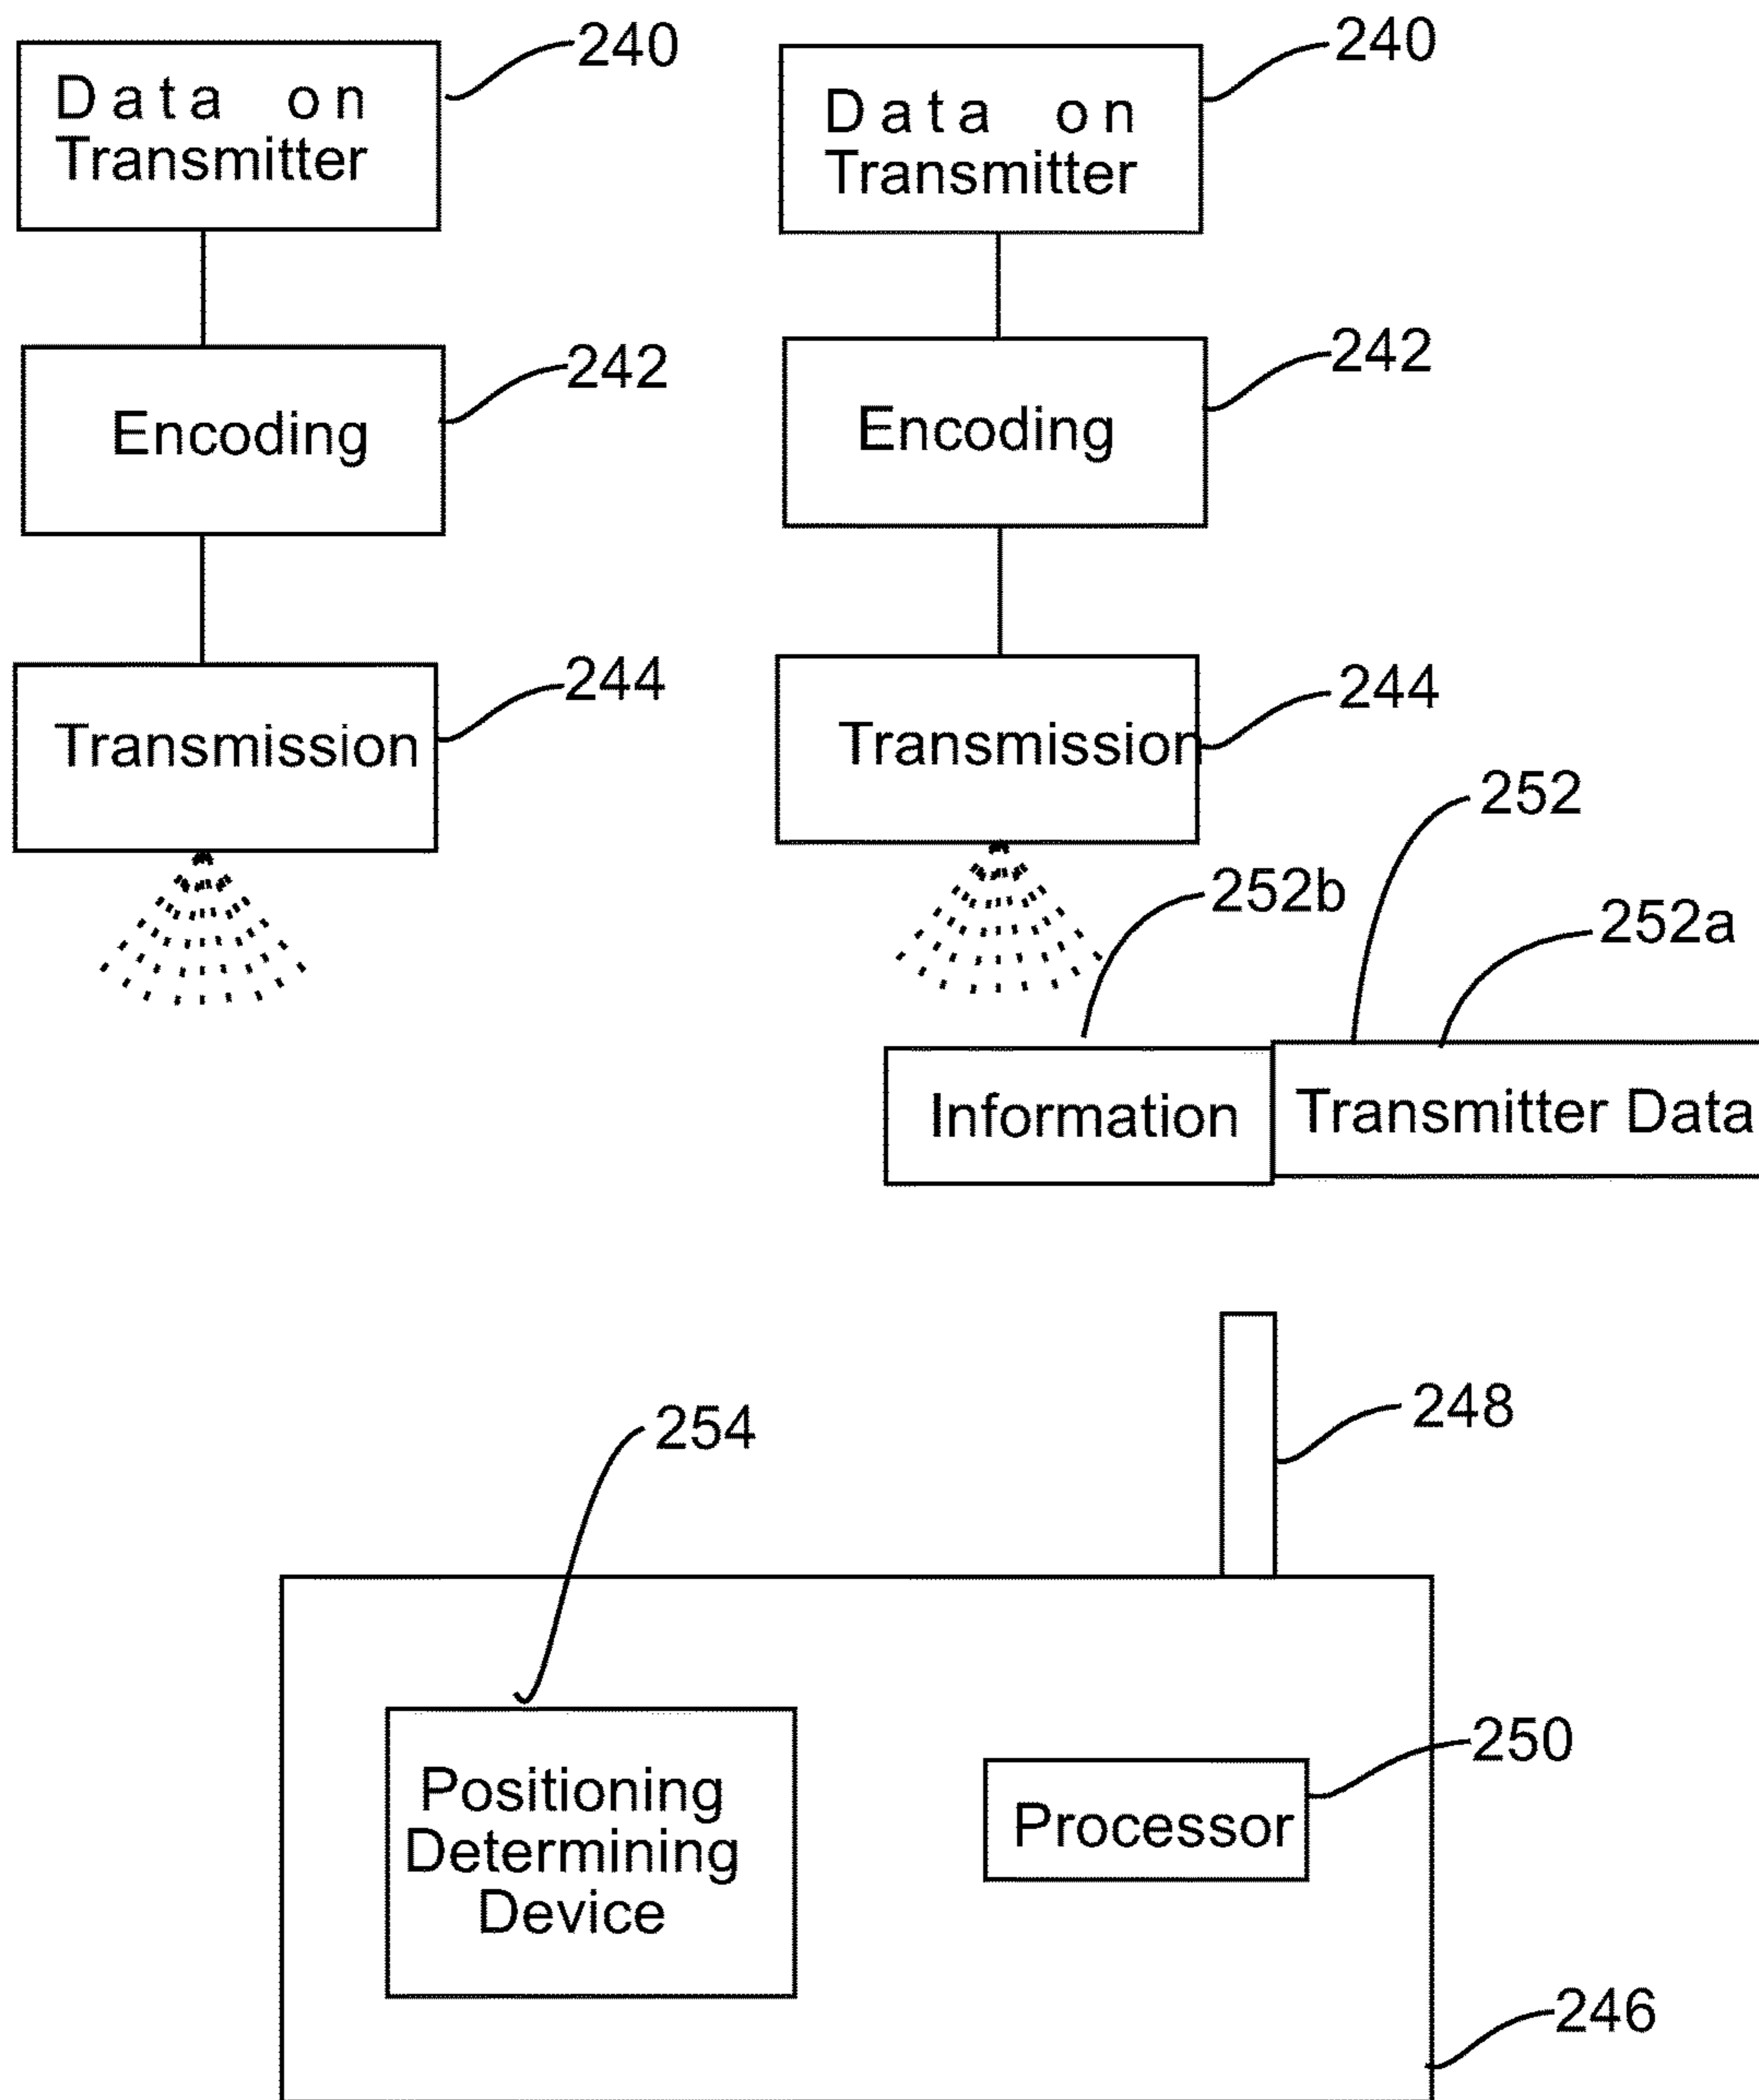 240
240
Data on
Transmitter
Data on
Transmitter
242
242
Encoding
Encoding
244
244
Transmission
Transmission
252
252b
252a
Information
Transmitter Data
248
254
250
Positioning
Determining
Device
Processor
246